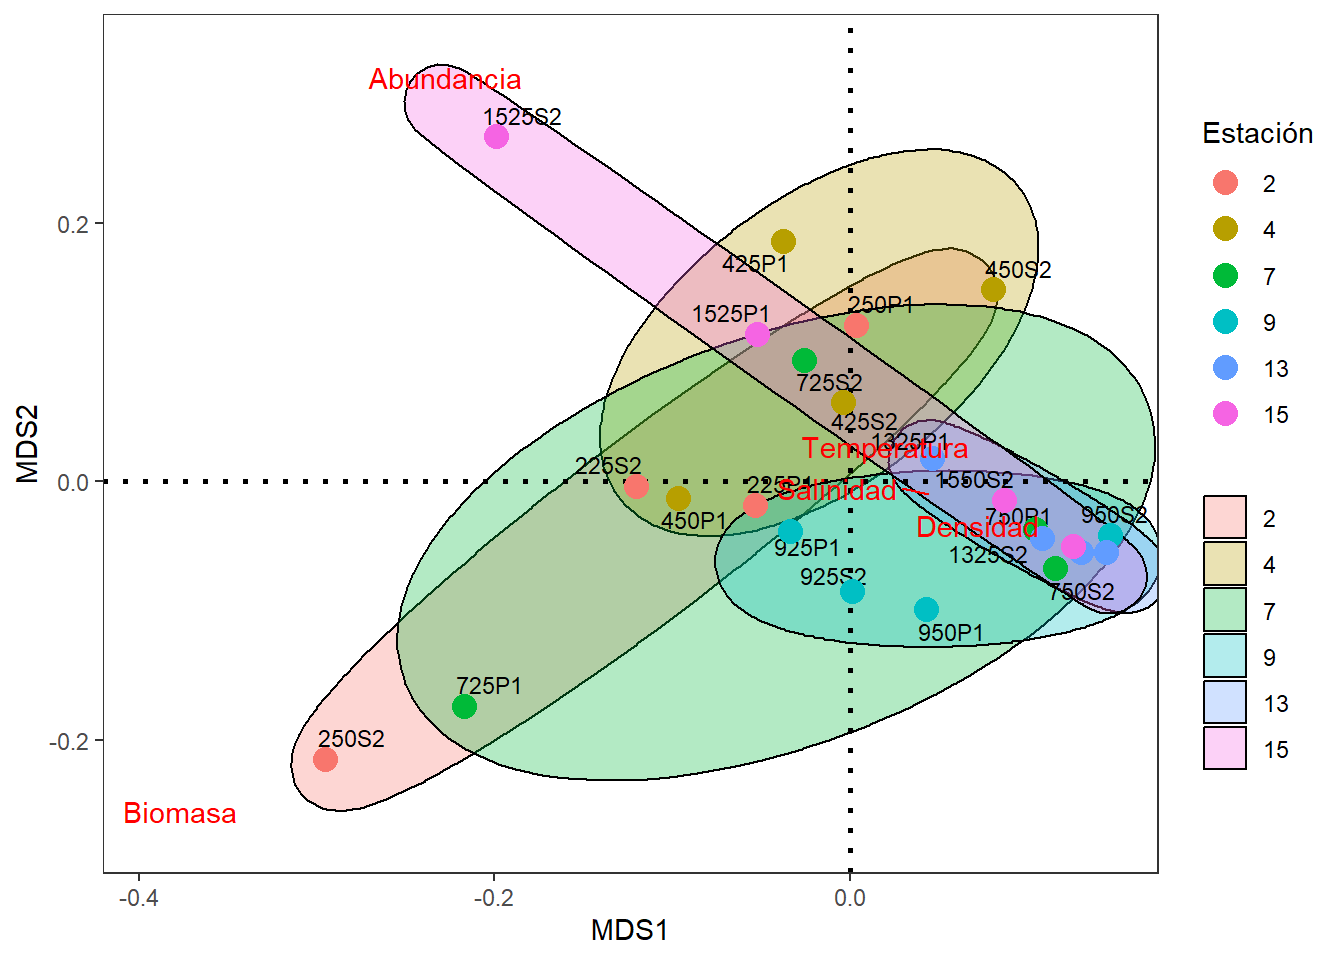 Abundancia
1525S2
425P1
450S2
1525P1
250P1
725S2
425S2
1325P1
Temperatura
225S2
225P1
Salinidad
1550S2
450P1
750P1
950S2
Densidad
925P1
1325S2
925S2
750S2
950P1
725P1
250S2
Biomasa
0.2
0.0
-0.2
MDS2
-0.4
-0.2
0.0
MDS1
Estación
2
4
7
9
13
15
2
4
7
9
13
15